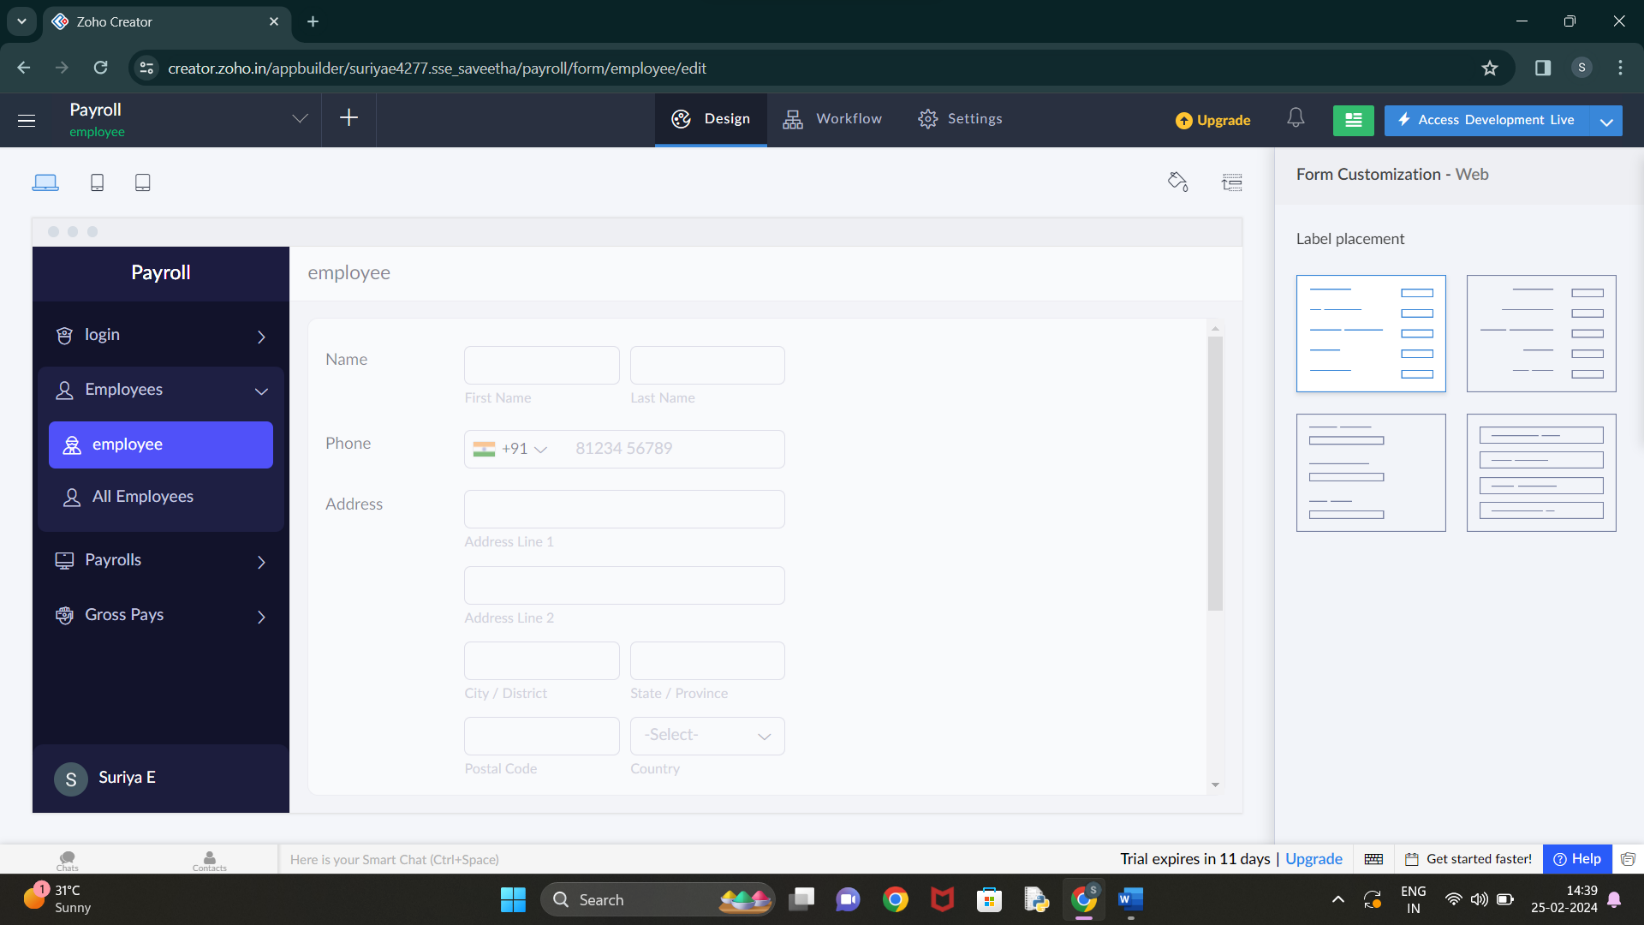 Zoho Creator
creator.zoho.in/appbuilder/suriyae4277.sse_saveetha/payroll/form/employee/edit
S
Payroll
employee
Design
Workflow
Settings
Upgrade
Access Development Live
Form Customization - Web
Label placement
Payroll
employee
login
Employees
employee
All Employees
Payrolls
Gross Pays
S
Suriya E
Name
First Name
Last Name
Phone
+91
81234 56789
Address
Address Line 1
Address Line 2
City / District
State / Province
-Select-
Postal Code
Country
Chats
Contacts
Here is your Smart Chat (Ctrl+Space)
Trial expires in 11 days | Upgrade
Get started faster!
Help
1
31°C
Sunny
Search
S
W
ENG
IN
14:39
25-02-2024